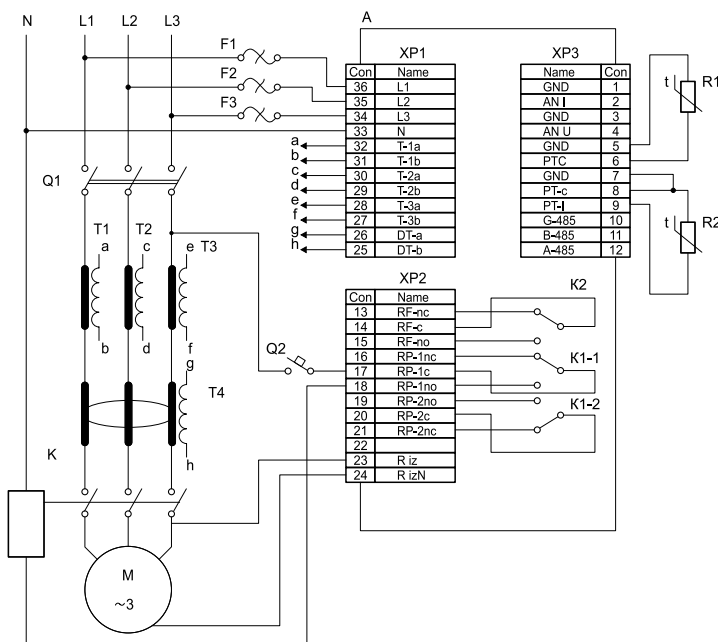 N L1 L2 L3
A
F1
F2
F3
XP1
Con Name
36 L1
35 L2
34 L3
33 N
32 T-1a
31 T-1b
30 T-2a
29 T-2b
28 T-3a
27 T-3b
26 DT-a
25 DT-b
a
b
c
d
e
f
g
h
XP3
Name Con
GND 1
AN I 2
GND 3
AN U 4
GND 5
PTC 6
GND 7
PT-c 8
PT-I 9
G-485 10
B-485 11
A-485 12
t R1
t R2
Q1
T1 T2 T3
a c e
b d f
g
T4
h
Q2
XP2
Con Name
13 RF-nc
14 RF-c
15 RF-no
16 RP-1nc
17 RP-1c
18 RP-1no
19 RP-2no
20 RP-2c
21 RP-2nc
22
23 R iz
24 R izN
K2
K1-1
K1-2
K
M
~3